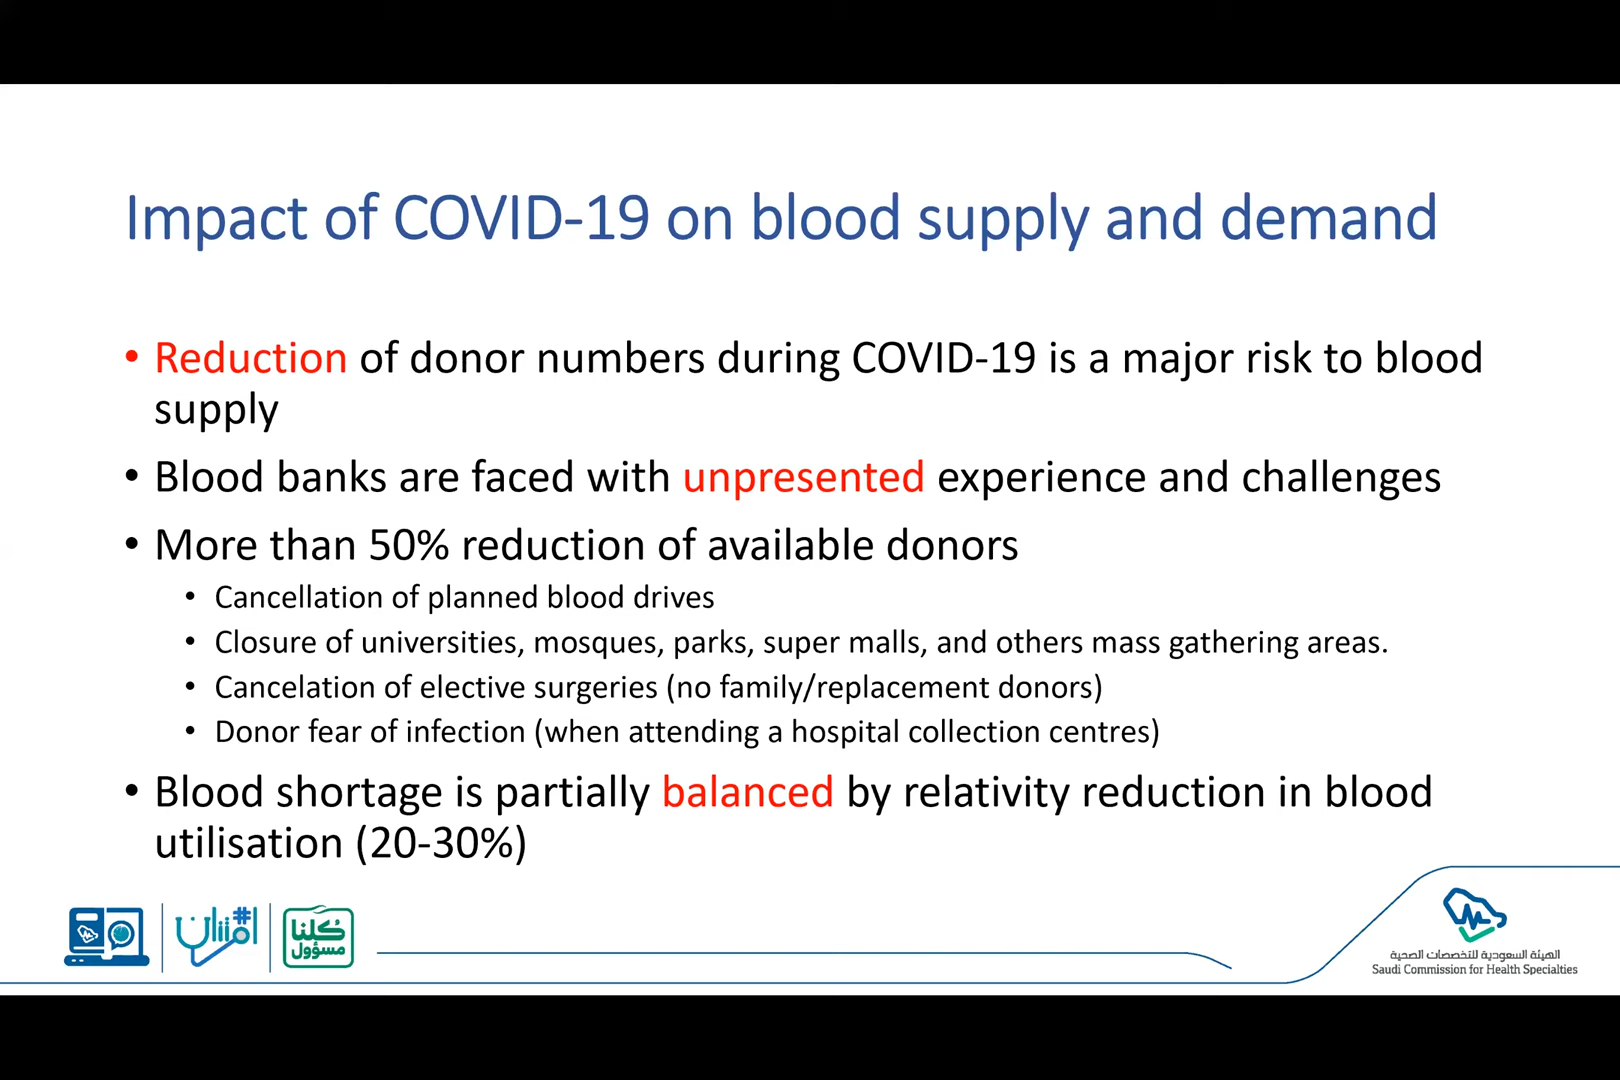 Impact of COVID-19 on blood supply and demand
• Reduction of donor numbers during COVID-19 is a major risk to blood
supply
• Blood banks are faced with unpresented experience and challenges
• More than 50% reduction of available donors
• Cancellation of planned blood drives
• Closure of universities, mosques, parks, super malls, and others mass gathering areas.
• Cancelation of elective surgeries (no family/replacement donors)
• Donor fear of infection (when attending a hospital collection centres)
• Blood shortage is partially balanced by relativity reduction in blood
utilisation (20-30%)
#امتنان
كلنا
مسؤول
الهيئة السعودية للتخصصات الصحية
Saudi Commission for Health Specialties